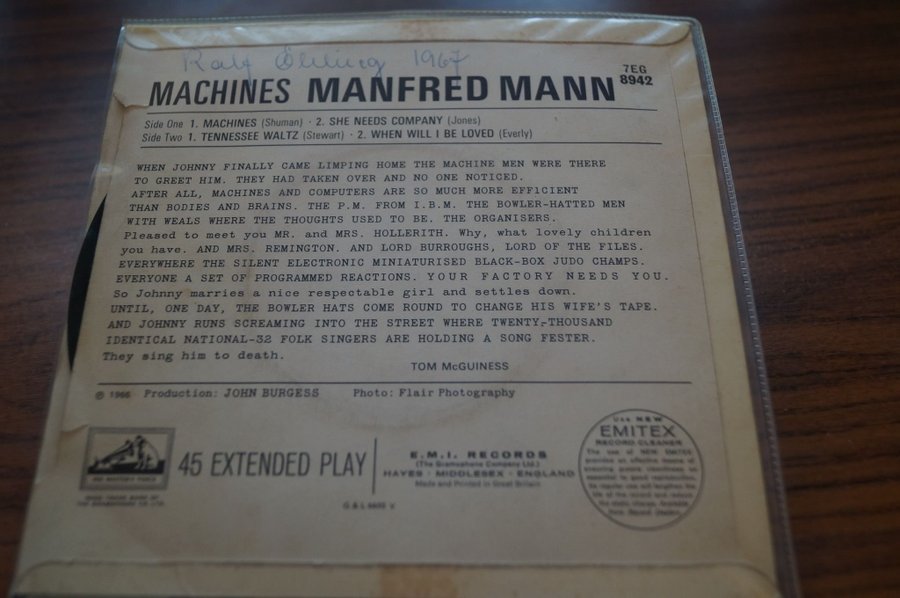 Ralf 1967
7EG
8942
MACHINES MANFRED MANN
Side One 1. MACHINES (Shuman) · 2. SHE NEEDS COMPANY (Jones)
Side Two 1. TENNESSEE WALTZ (Stewart) · 2. WHEN WILL I BE LOVED (Everly)
WHEN JOHNNY FINALLY CAME LIMPING HOME THE MACHINE MEN WERE THERE
TO GREET HIM. THEY HAD TAKEN OVER AND NO ONE NOTICED.
AFTER ALL, MACHINES AND COMPUTERS ARE SO MUCH MORE EFFICIENT
THAN BODIES AND BRAINS. THE P.M. FROM I.B.M. THE BOWLER-HATTED MEN
WITH WEALS WHERE THE THOUGHTS USED TO BE. THE ORGANISERS.
Pleased to meet you MR. and MRS. HOLLERITH. Why, what lovely children
you have. AND MRS. REMINGTON. AND LORD BURROUGHS, LORD OF THE FILES.
EVERYWHERE THE SILENT ELECTRONIC MINIATURISED BLACK-BOX JUDO CHAMPS.
EVERYONE A SET OF PROGRAMMED REACTIONS. YOUR FACTORY NEEDS YOU.
So Johnny marries a nice respectable girl and settles down.
UNTIL, ONE DAY, THE BOWLER HATS COME ROUND TO CHANGE HIS WIFE'S TAPE.
AND JOHNNY RUNS SCREAMING INTO THE STREET WHERE TWENTY-THOUSAND
IDENTICAL NATIONAL-32 FOLK SINGERS ARE HOLDING A SONG FESTER.
They sing him to death.
TOM McGUINESS
℗ 1966 Production: JOHN BURGESS Photo: Flair Photography
HIS MASTER'S VOICE
45 EXTENDED PLAY
E.M.I. RECORDS
(The Gramophone Company Ltd.)
HAYES · MIDDLESEX · ENGLAND
Made and Printed in Great Britain
Use NEW
EMITEX
RECORD CLEANER